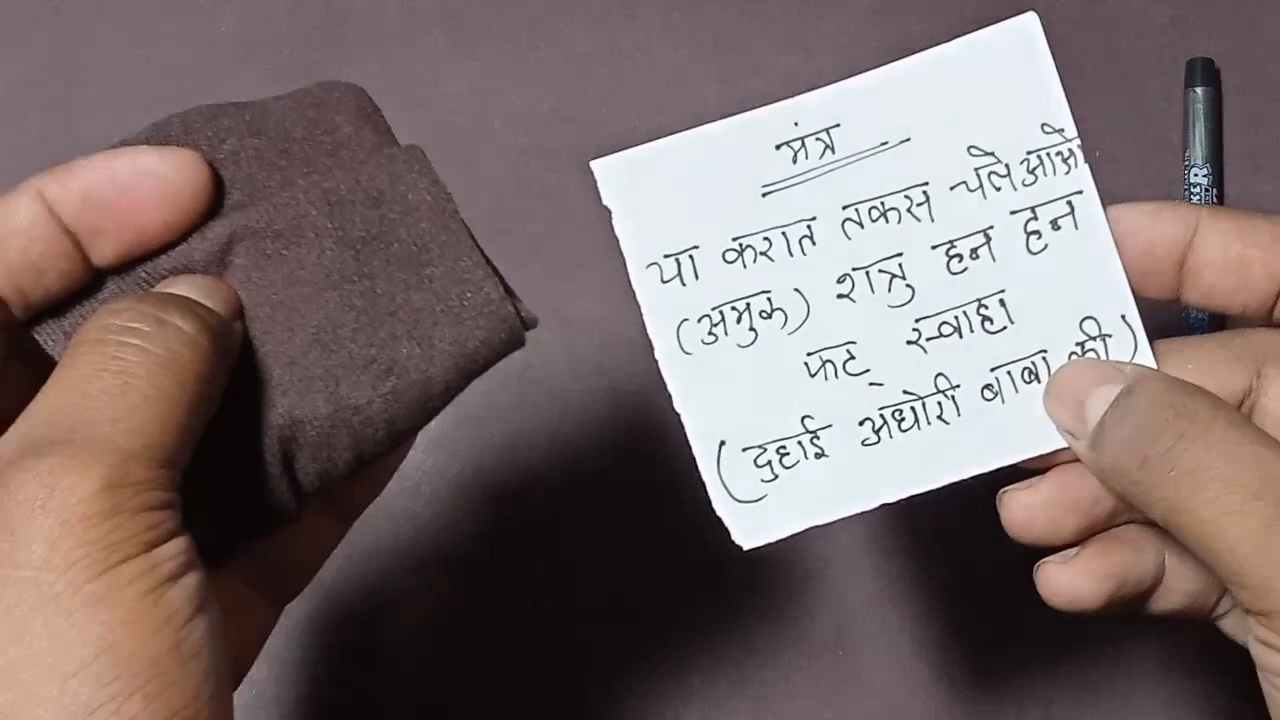 मंत्र
या करात तकस चले आओ
(अमुक) शत्रु हन हन
फट् स्वाहा
(दुहाई अघोरी बाबा की)